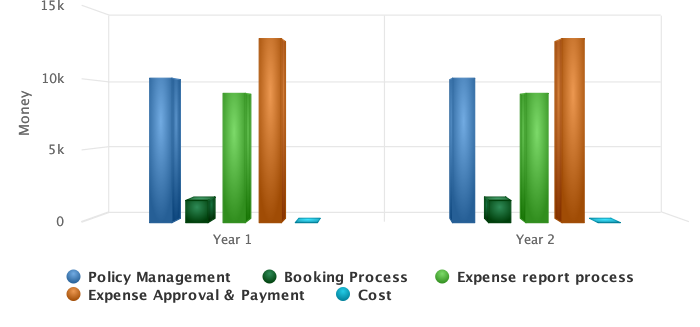 15k
10k
5k
0
Money
Year 1
Year 2
Policy Management
Booking Process
Expense report process
Expense Approval & Payment
Cost